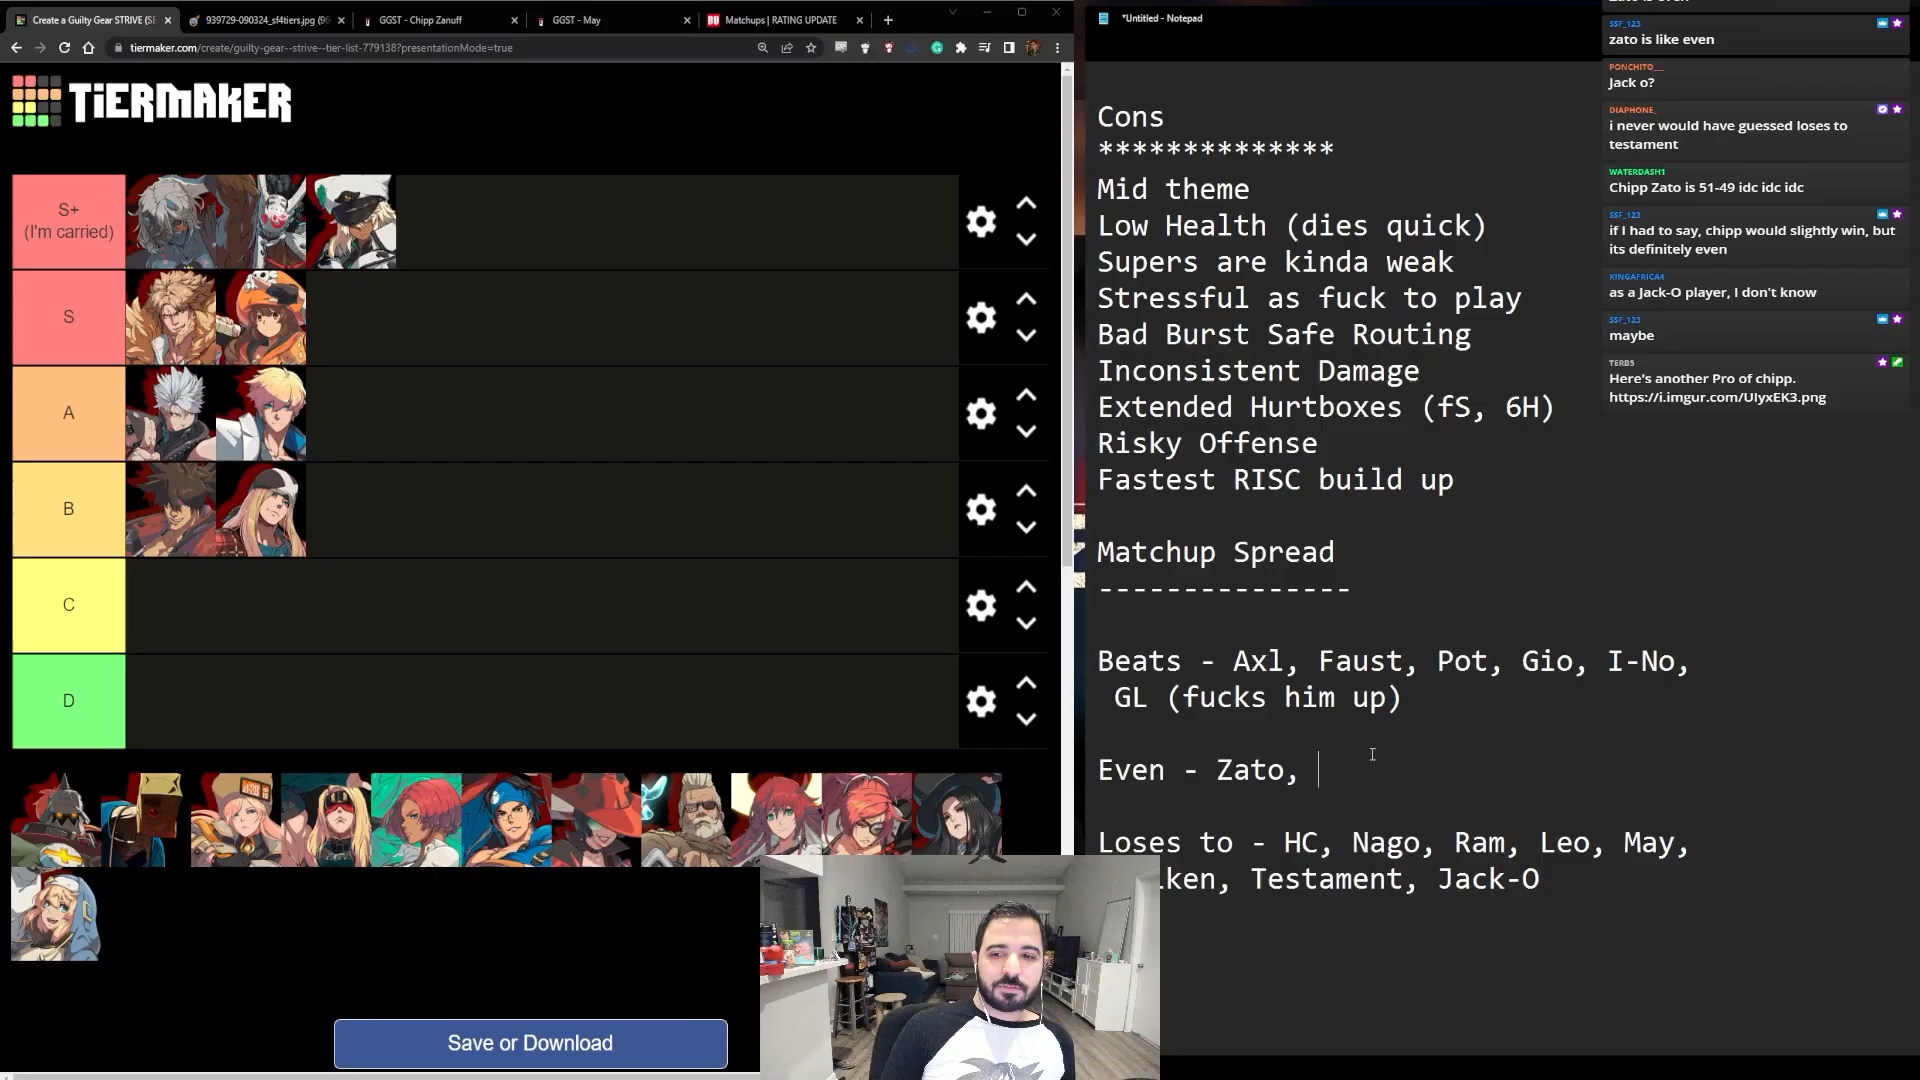 Create a Guilty Gear STRIVE (SE
939729-090324_sf4tiers.jpg (96
GGST - Chipp Zanuff
GGST - May
RU
Matchups | RATING UPDATE
tiermaker.com/create/guilty-gear--strive--tier-list-779138?presentationMode=true
TiERMAKER
S+
(I'm carried)
S
A
B
C
D
Save or Download
*Untitled - Notepad
Cons
**************
Mid theme
Low Health (dies quick)
Supers are kinda weak
Stressful as fuck to play
Bad Burst Safe Routing
Inconsistent Damage
Extended Hurtboxes (fS, 6H)
Risky Offense
Fastest RISC build up
Matchup Spread
---------------
Beats - Axl, Faust, Pot, Gio, I-No,
GL (fucks him up)
Even - Zato,
Loses to - HC, Nago, Ram, Leo, May,
ken, Testament, Jack-O
SSF_123
zato is like even
PONCHITO__
Jack o?
DIAPHONE_
i never would have guessed loses to
testament
WATERDASH1
Chipp Zato is 51-49 idc idc idc
SSF_123
if I had to say, chipp would slightly win, but
its definitely even
KINGAFRICA4
as a Jack-O player, I don't know
SSF_123
maybe
TERB5
Here's another Pro of chipp.
https://i.imgur.com/UIyxEK3.png